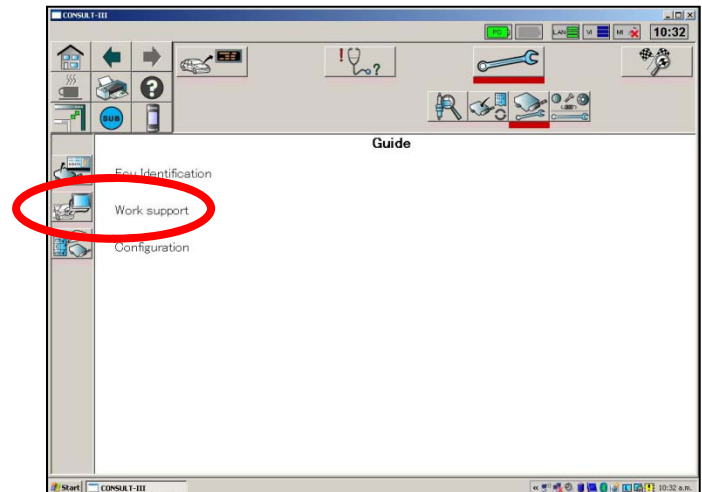 CONSULT-III
PC
LAN
VI
MI
10:32
SUB
Guide
Ecu Identification
Work support
Configuration
Start
CONSULT-III
10:32 a.m.